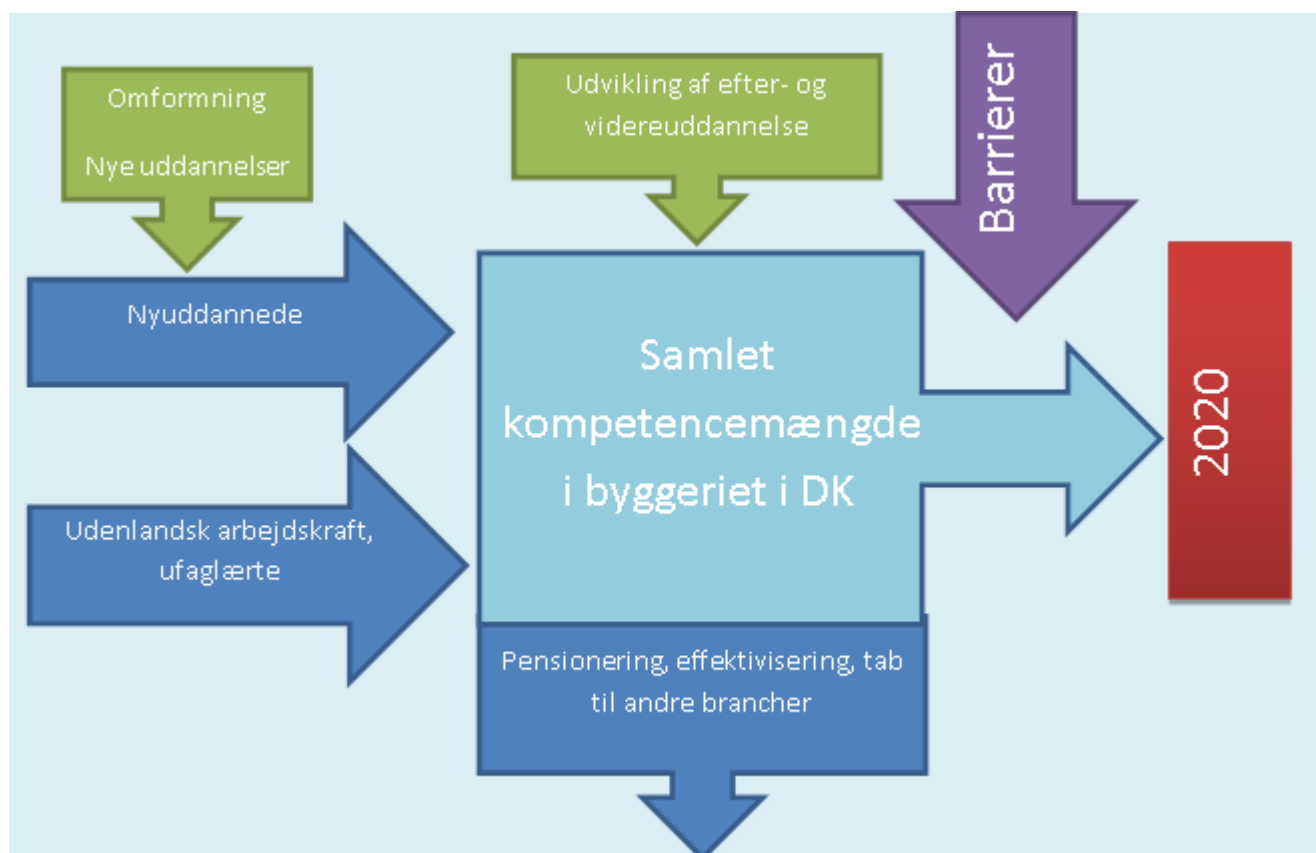 Omformning
Nye uddannelser
Udvikling af efter- og
videreuddannelse
Barrierer
Nyuddannede
Samlet
kompetencemængde
i byggeriet i DK
2020
Udenlandsk arbejdskraft,
ufaglærte
Pensionering, effektivisering, tab
til andre brancher